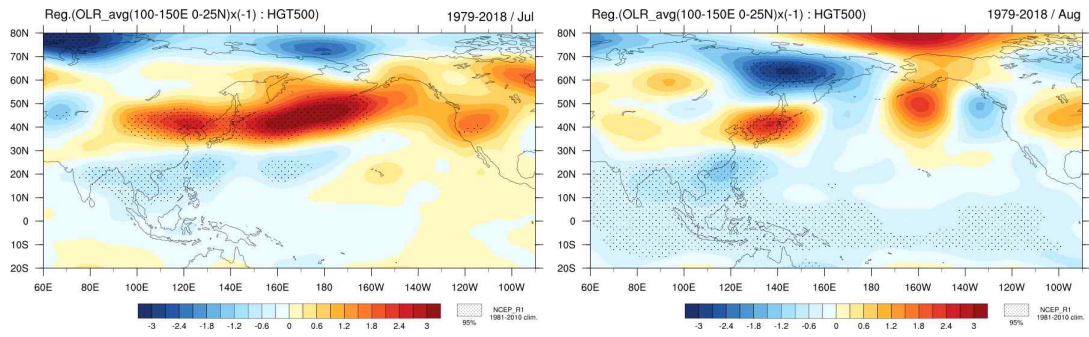 Reg.(OLR_avg(100-150E 0-25N)x(-1) : HGT500) 1979-2018 / Jul
80N
70N
60N
50N
40N
30N
20N
10N
0
10S
20S
60E 80E 100E 120E 140E 160E 180 160W 140W 120W 100W
-3 -2.4 -1.8 -1.2 -0.6 0 0.6 1.2 1.8 2.4 3
95%
NCEP_R1
1981-2010 clim.
Reg.(OLR_avg(100-150E 0-25N)x(-1) : HGT500) 1979-2018 / Aug
80N
70N
60N
50N
40N
30N
20N
10N
0
10S
20S
60E 80E 100E 120E 140E 160E 180 160W 140W 120W 100W
-3 -2.4 -1.8 -1.2 -0.6 0 0.6 1.2 1.8 2.4 3
95%
NCEP_R1
1981-2010 clim.